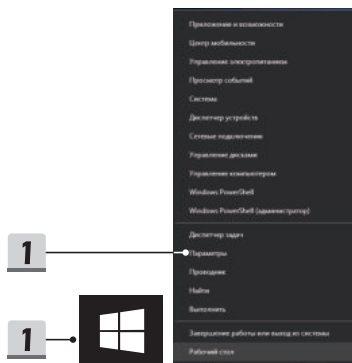 Приложения и возможности
Центр мобильности
Управление электропитанием
Просмотр событий
Система
Диспетчер устройств
Сетевые подключения
Управление дисками
Управление компьютером
Windows PowerShell
Windows PowerShell (администратор)
Диспетчер задач
1 Параметры
Проводник
Найти
Выполнить
1
Завершение работы или выход из системы
Рабочий стол